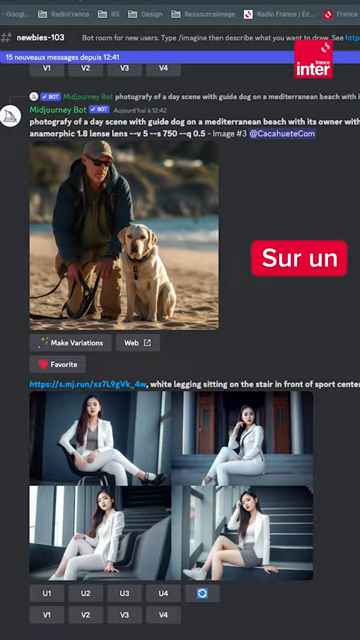 Google...
RadioFrance
RS
Design
RessourceImage
Radio France | Éc...
France
newbies-103
Bot room for new users. Type /imagine then describe what you want to draw. See
15 nouveaux messages depuis 12:41
france
inter
V1 V2 V3 V4
BOT Midjourney Bot photografy of a day scene with guide dog on a mediterranean beach with i
Midjourney Bot BOT Aujourd'hui à 12:42
photografy of a day scene with guide dog on a mediterranean beach with its owner with
anamorphic 1.8 lense lens --v 5 --s 750 --q 0.5 - Image #3 @CacahueteCom
Sur un
Make Variations Web
Favorite
https://s.mj.run/xz7L9gVk_4w, white legging sitting on the stair in front of sport center
U1 U2 U3 U4
V1 V2 V3 V4